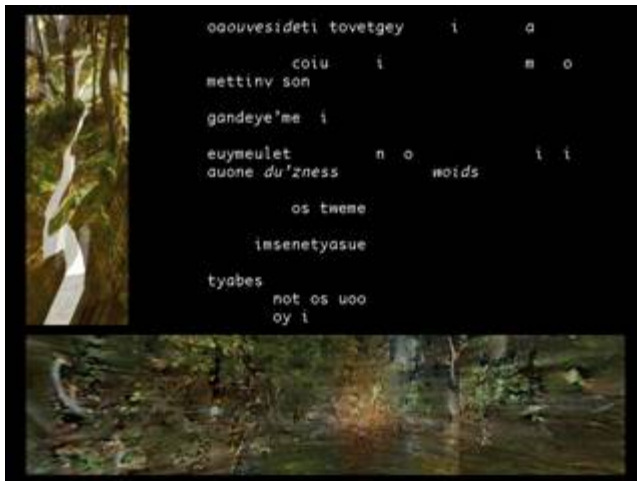 oaouvesideti tovetgey i a
coiu i m o
mettinv son
gandeye'me i
euymeulet n o i i
auone du'zness woids
os tweme
imsenetyasue
tyabes
not os uoo
oy i